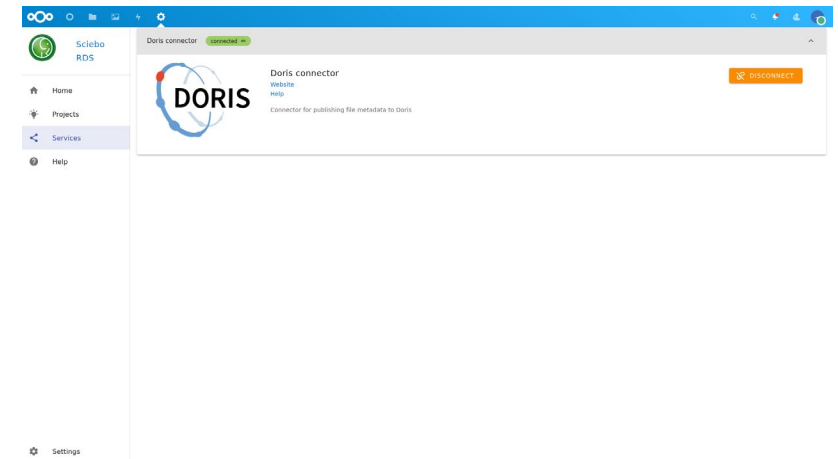 Sciebo
RDS
Home
Projects
Services
Help
Settings
Doris connector connected
DORIS
Doris connector
Website
Help
Connector for publishing file metadata to Doris
DISCONNECT